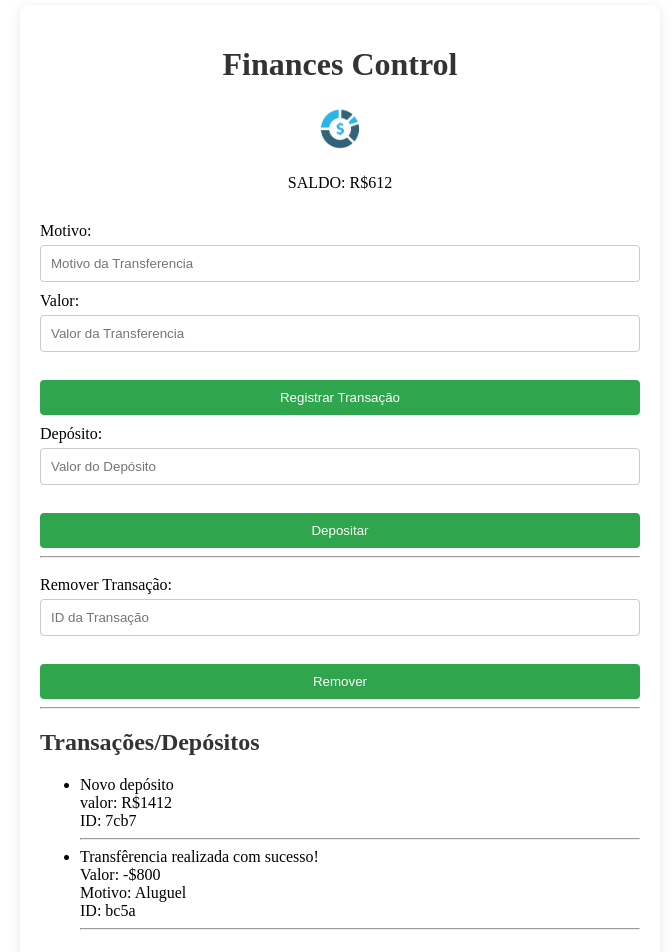 Finances Control
$
SALDO: R$612
Motivo:
Motivo da Transferencia
Valor:
Valor da Transferencia
Registrar Transação
Depósito:
Valor do Depósito
Depositar
Remover Transação:
ID da Transação
Remover
Transações/Depósitos
Novo depósito
valor: R$1412
ID: 7cb7
Transfêrencia realizada com sucesso!
Valor: -$800
Motivo: Aluguel
ID: bc5a